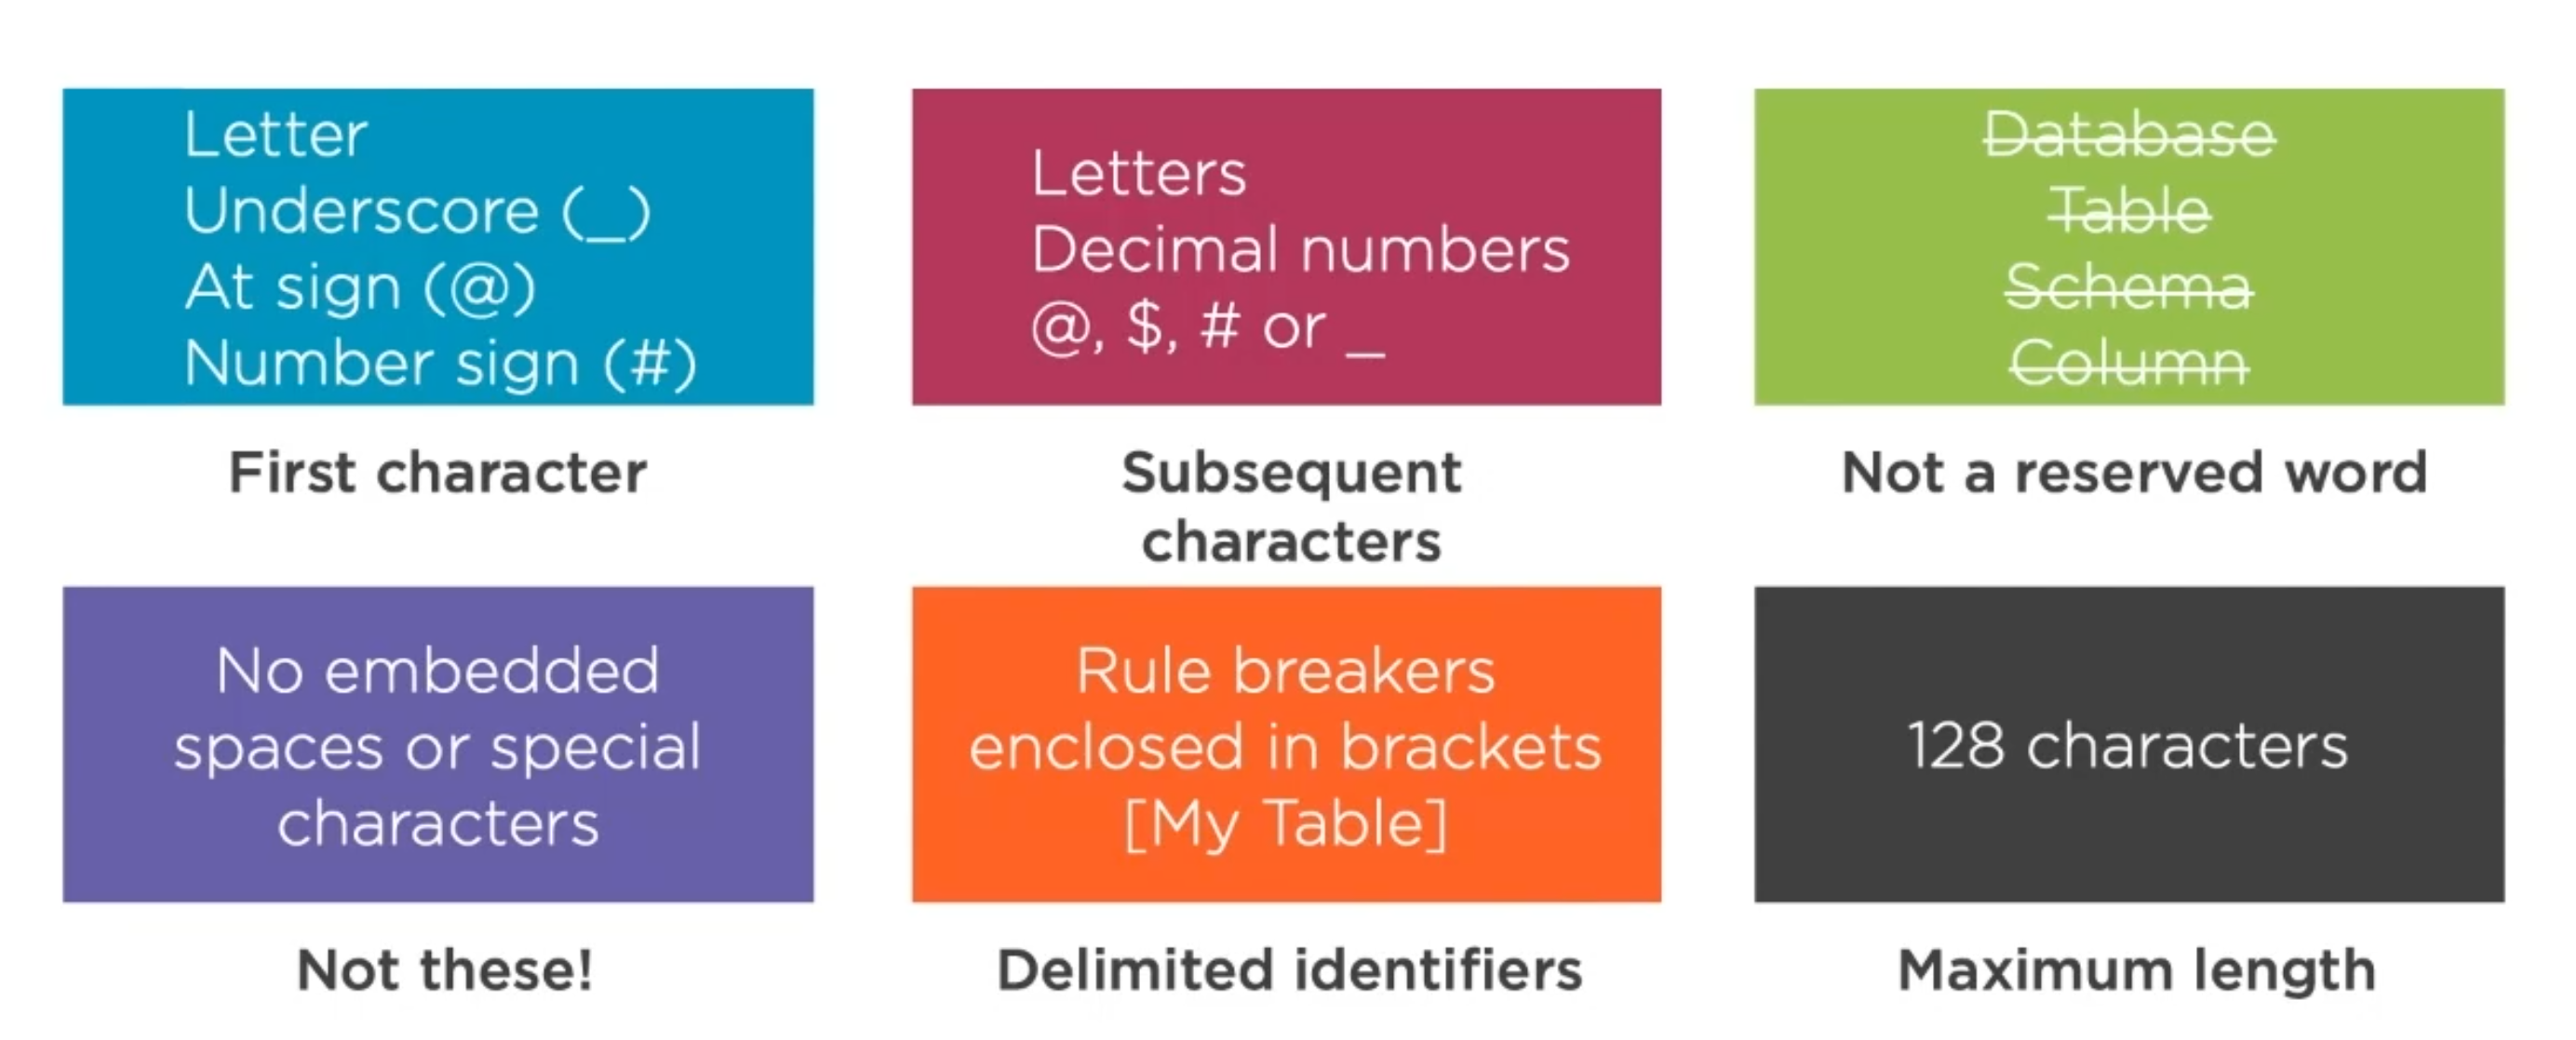 Letter
Underscore (_)
At sign (@)
Number sign (#)
First character
Letters
Decimal numbers
@, $, # or _
Subsequent
characters
Database
Table
Schema
Column
Not a reserved word
No embedded
spaces or special
characters
Not these!
Rule breakers
enclosed in brackets
[My Table]
Delimited identifiers
128 characters
Maximum length